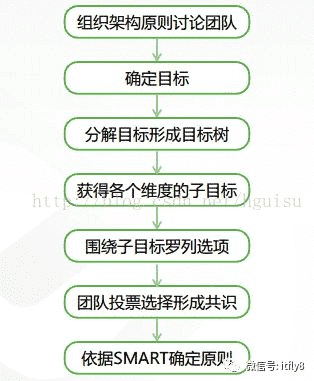 组织架构原则讨论团队
确定目标
分解目标形成目标树
获得各个维度的子目标
http://blog.csdn.net/hguisu
围绕子目标罗列选项
团队投票选择形成共识
依据SMART确定原则
微信号: itfly8